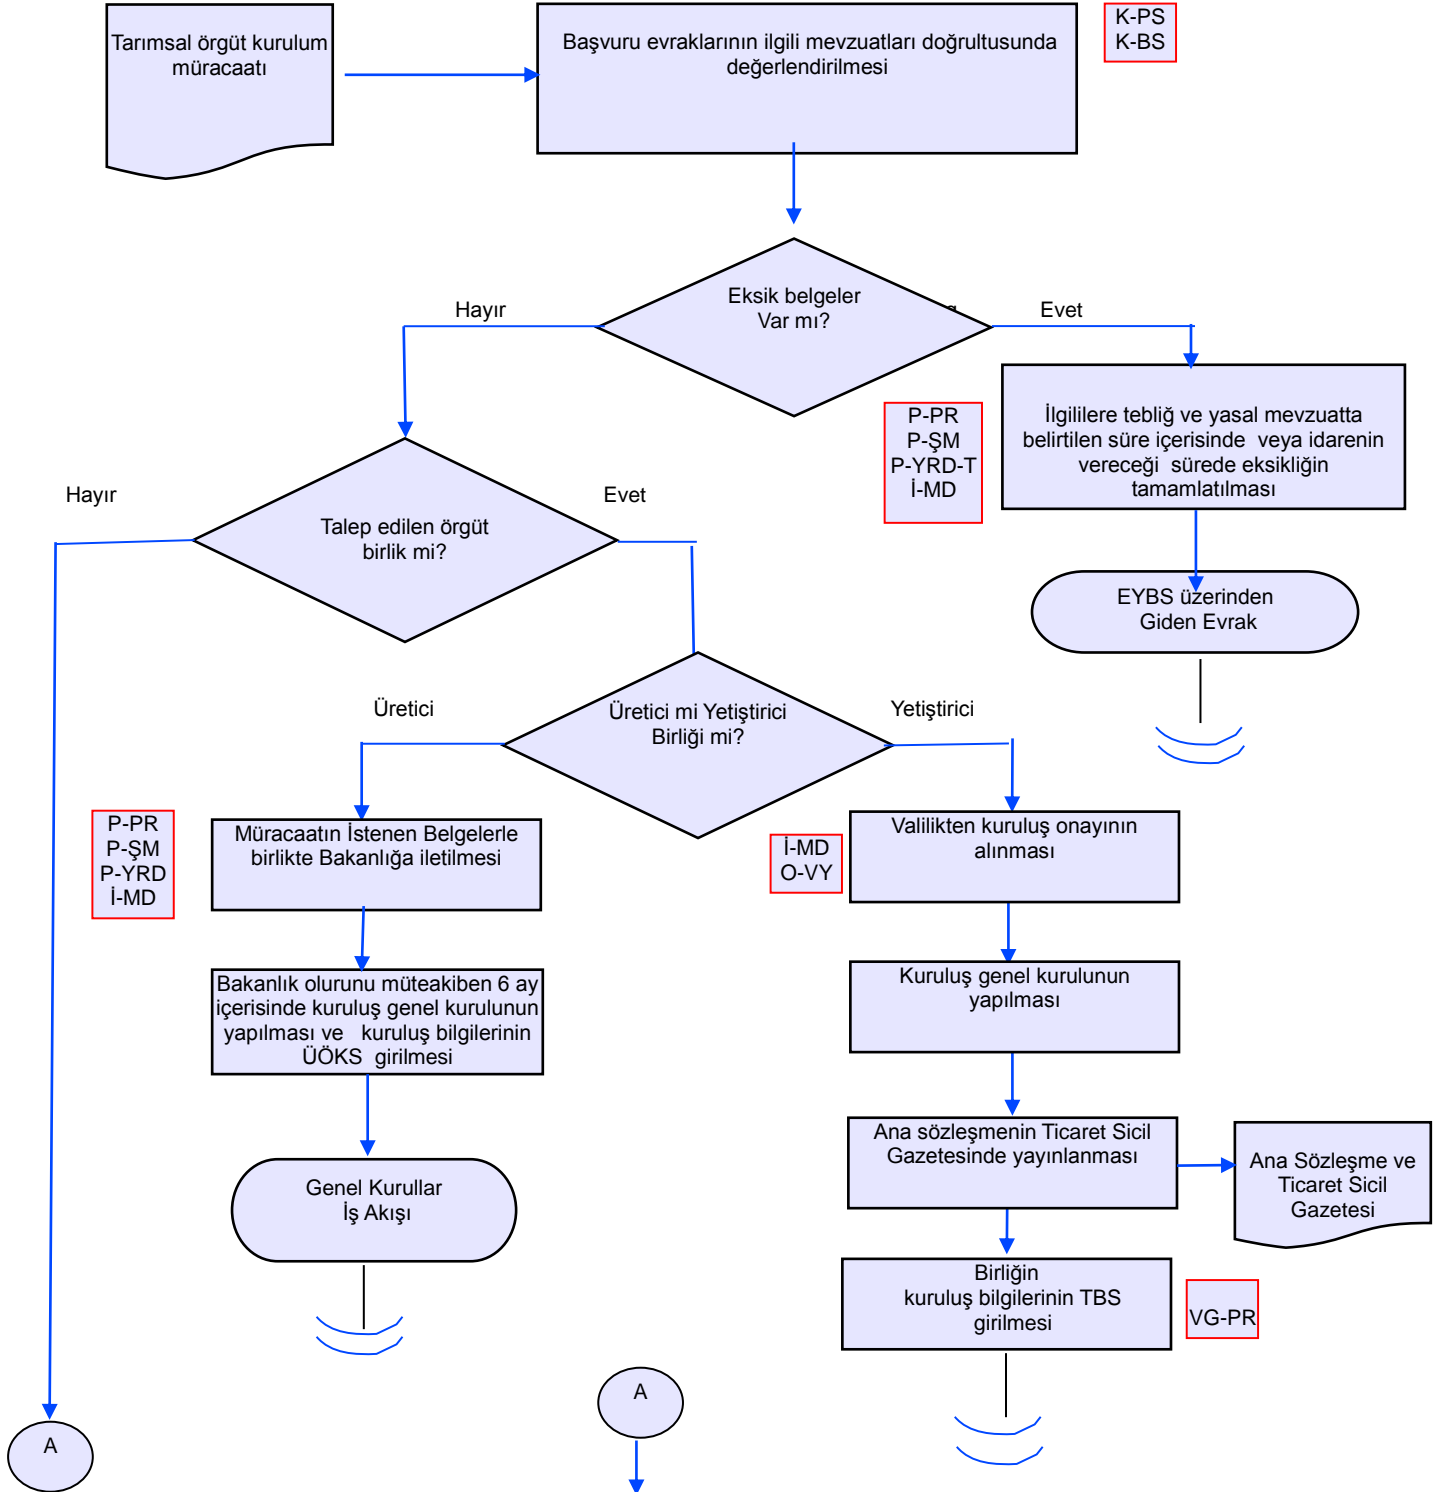 Tarımsal örgüt kurulum
müracaatı
Başvuru evraklarının ilgili mevzuatları doğrultusunda
değerlendirilmesi
K-PS
K-BS
Eksik belgeler
Var mı?
Hayır
Evet
İlgililere tebliğ ve yasal mevzuatta
belirtilen süre içerisinde veya idarenin
vereceği sürede eksikliğin
tamamlatılması
P-PR
P-ŞM
P-YRD-T
İ-MD
EYBS üzerinden
Giden Evrak
Talep edilen örgüt
birlik mi?
Hayır
Evet
Üretici mi Yetiştirici
Birliği mi?
Üretici
Yetiştirici
P-PR
P-ŞM
P-YRD
İ-MD
Müracaatın İstenen Belgelerle
birlikte Bakanlığa iletilmesi
Bakanlık olurunu müteakiben 6 ay
içerisinde kuruluş genel kurulunun
yapılması ve kuruluş bilgilerinin
ÜÖKS girilmesi
Genel Kurullar
İş Akışı
İ-MD
O-VY
Valilikten kuruluş onayının
alınması
Kuruluş genel kurulunun
yapılması
Ana sözleşmenin Ticaret Sicil
Gazetesinde yayınlanması
Ana Sözleşme ve
Ticaret Sicil
Gazetesi
Birliğin
kuruluş bilgilerinin TBS
girilmesi
VG-PR
A
A